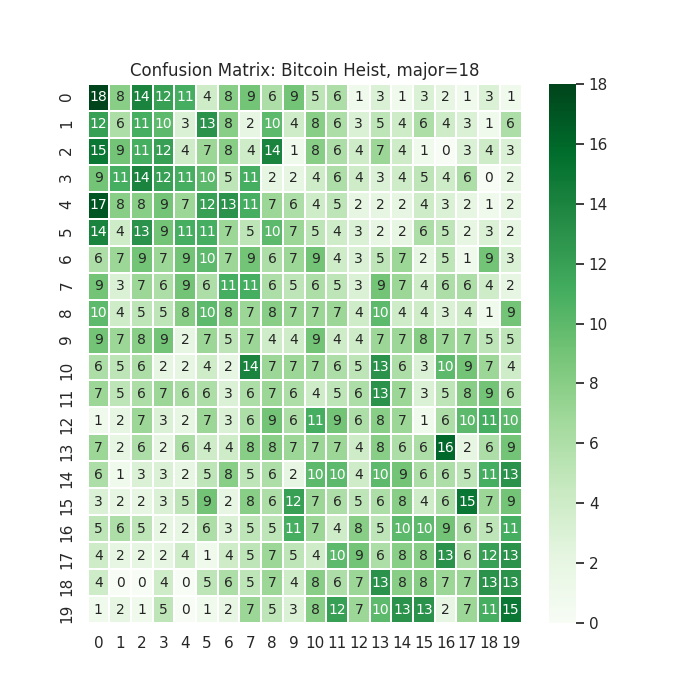 Confusion Matrix: Bitcoin Heist, major=18
0 18 8 14 12 11 4 8 9 6 9 5 6 1 3 1 3 2 1 3 1
1 12 6 11 10 3 13 8 2 10 4 8 6 3 5 4 6 4 3 1 6
2 15 9 11 12 4 7 8 4 14 1 8 6 4 7 4 1 0 3 4 3
3 9 11 14 12 11 10 5 11 2 2 4 6 4 3 4 5 4 6 0 2
4 17 8 8 9 7 12 13 11 7 6 4 5 2 2 2 4 3 2 1 2
5 14 4 13 9 11 11 7 5 10 7 5 4 3 2 2 6 5 2 3 2
6 6 7 9 7 9 10 7 9 6 7 9 4 3 5 7 2 5 1 9 3
7 9 3 7 6 9 6 11 11 6 5 6 5 3 9 7 4 6 6 4 2
8 10 4 5 5 8 10 8 7 8 7 7 7 4 10 4 4 3 4 1 9
9 9 7 8 9 2 7 5 7 4 4 9 4 4 7 7 8 7 7 5 5
10 6 5 6 2 2 4 2 14 7 7 7 6 5 13 6 3 10 9 7 4
11 7 5 6 7 6 6 3 6 7 6 4 5 6 13 7 3 5 8 9 6
12 1 2 7 3 2 7 3 6 9 6 11 9 6 8 7 1 6 10 11 10
13 7 2 6 2 6 4 4 8 8 7 7 7 4 8 6 6 16 2 6 9
14 6 1 3 3 2 5 8 5 6 2 10 10 4 10 9 6 6 5 11 13
15 3 2 2 3 5 9 2 8 6 12 7 6 5 6 8 4 6 15 7 9
16 5 6 5 2 2 6 3 5 5 11 7 4 8 5 10 10 9 6 5 11
17 4 2 2 2 4 1 4 5 7 5 4 10 9 6 8 8 13 6 12 13
18 4 0 0 4 0 5 6 5 7 4 8 6 7 13 8 8 7 7 13 13
19 1 2 1 5 0 1 2 7 5 3 8 12 7 10 13 13 2 7 11 15
0 1 2 3 4 5 6 7 8 9 10 11 12 13 14 15 16 17 18 19
18
16
14
12
10
8
6
4
2
0